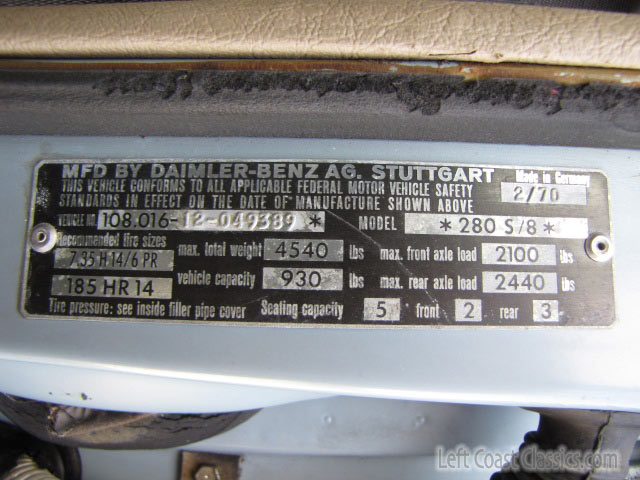 MFD BY DAIMLER-BENZ AG. STUTTGART Made in Germany
THIS VEHICLE CONFORMS TO ALL APPLICABLE FEDERAL MOTOR VEHICLE SAFETY 2/70
STANDARDS IN EFFECT ON THE DATE OF MANUFACTURE SHOWN ABOVE
VEHICLE NO 108.016-12-049389 * MODEL * 280 S/8 *
Recommended tire sizes max. total weight 4540 lbs max. front axle load 2100 lbs
7,35 H 14/6 PR
185 HR 14 vehicle capacity 930 lbs max. rear axle load 2440 lbs
Tire pressure: see inside filler pipe cover Seating capacity 5 front 2 rear 3
Left Coast Classics.com